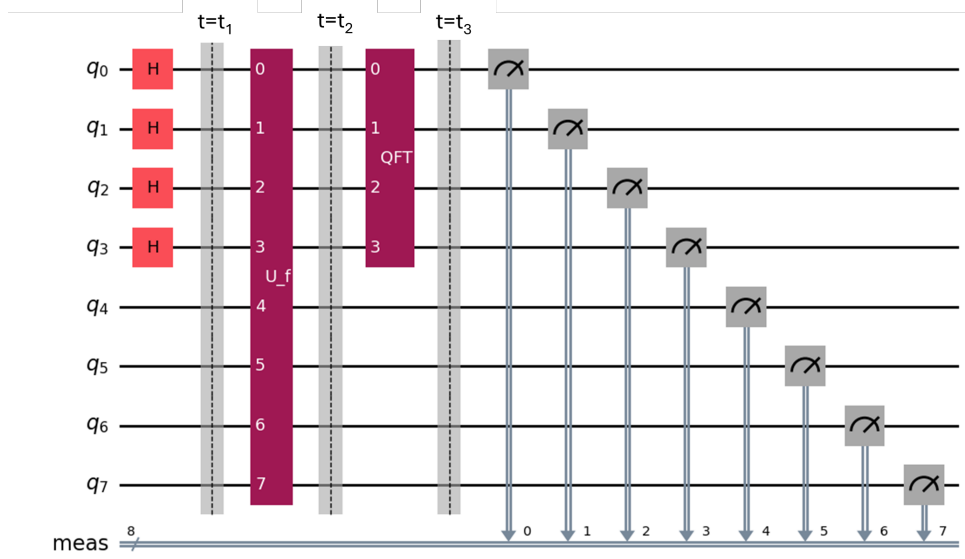 t=t₁ t=t₂ t=t₃
q₀ H 0 0
q₁ H 1 1
QFT
q₂ H 2 2
q₃ H 3 3
U_f
q₄ 4
q₅ 5
q₆ 6
q₇ 7
8 0 1 2 3 4 5 6 7
meas